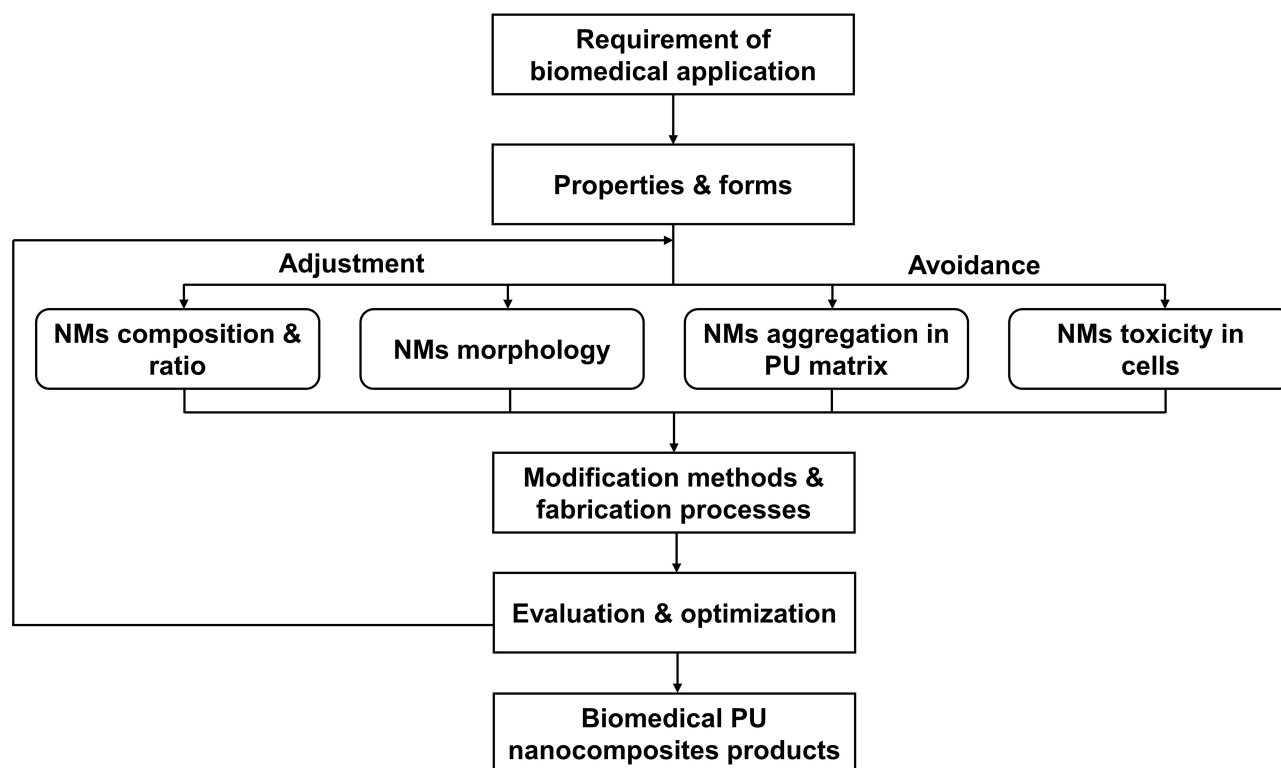 Requirement of
biomedical application
Properties & forms
Adjustment
Avoidance
NMs composition &
ratio
NMs morphology
NMs aggregation in
PU matrix
NMs toxicity in
cells
Modification methods &
fabrication processes
Evaluation & optimization
Biomedical PU
nanocomposites products